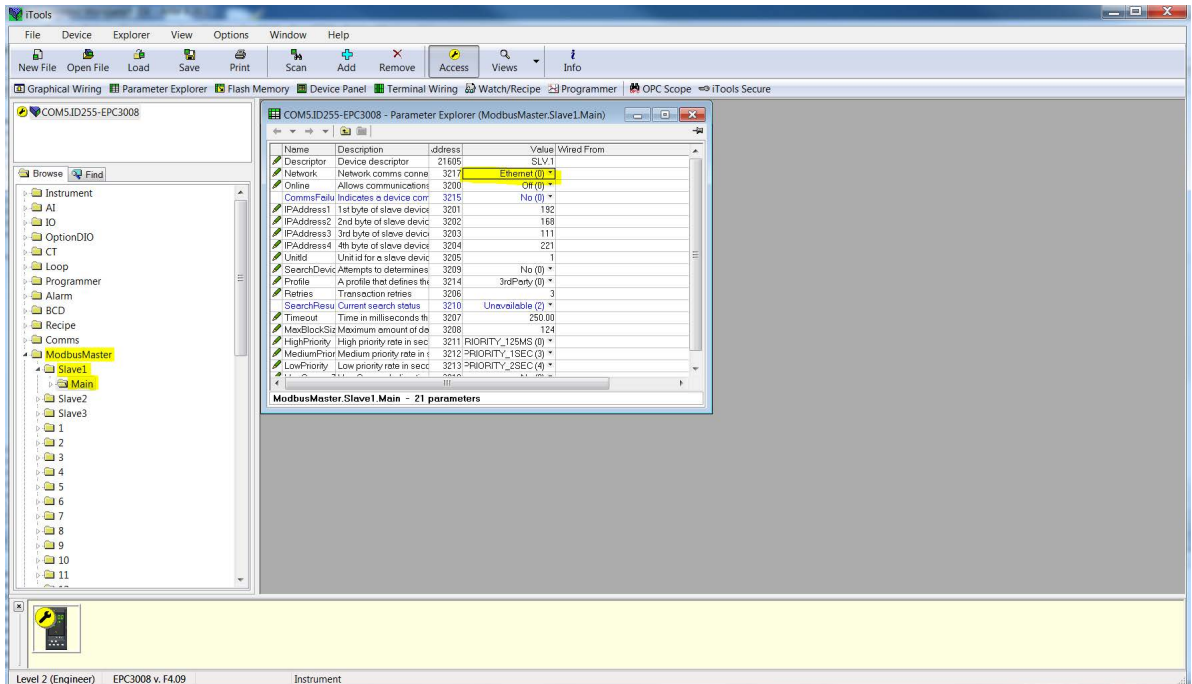 iTools
File Device Explorer View Options Window Help
New File Open File Load Save Print Scan Add Remove Access Views Info
Graphical Wiring Parameter Explorer Flash Memory Device Panel Terminal Wiring Watch/Recipe Programmer OPC Scope iTools Secure
COM5.ID255-EPC3008
Browse Find
Instrument
AI
IO
OptionDIO
CT
Loop
Programmer
Alarm
BCD
Recipe
Comms
ModbusMaster
Slave1
Main
Slave2
Slave3
1
2
3
4
5
6
7
8
9
10
11
COM5.ID255-EPC3008 - Parameter Explorer (ModbusMaster.Slave1.Main)
Name Description ddress Value Wired From
Descriptor Device descriptor 21605 SLV.1
Network Network comms conne 3217 Ethernet (0)
Online Allows communications 3200 Off (0)
CommsFailu Indicates a device com 3215 No (0)
IPAddress1 1st byte of slave device 3201 192
IPAddress2 2nd byte of slave devic 3202 168
IPAddress3 3rd byte of slave devic 3203 111
IPAddress4 4th byte of slave device 3204 221
UnitId Unit id for a slave devic 3205 1
SearchDevic Attempts to determines 3209 No (0)
Profile A profile that defines the 3214 3rdParty (0)
Retries Transaction retries 3206 3
SearchResu Current search status 3210 Unavailable (2)
Timeout Time in milliseconds th 3207 250.00
MaxBlockSiz Maximum amount of da 3208 124
HighPriority High priority rate in sec 3211 RIORITY_125MS (0)
MediumPrior Medium priority rate in s 3212 PRIORITY_1SEC (3)
LowPriority Low priority rate in seco 3213 PRIORITY_2SEC (4)
ModbusMaster.Slave1.Main - 21 parameters
Level 2 (Engineer) EPC3008 v. F4.09 Instrument